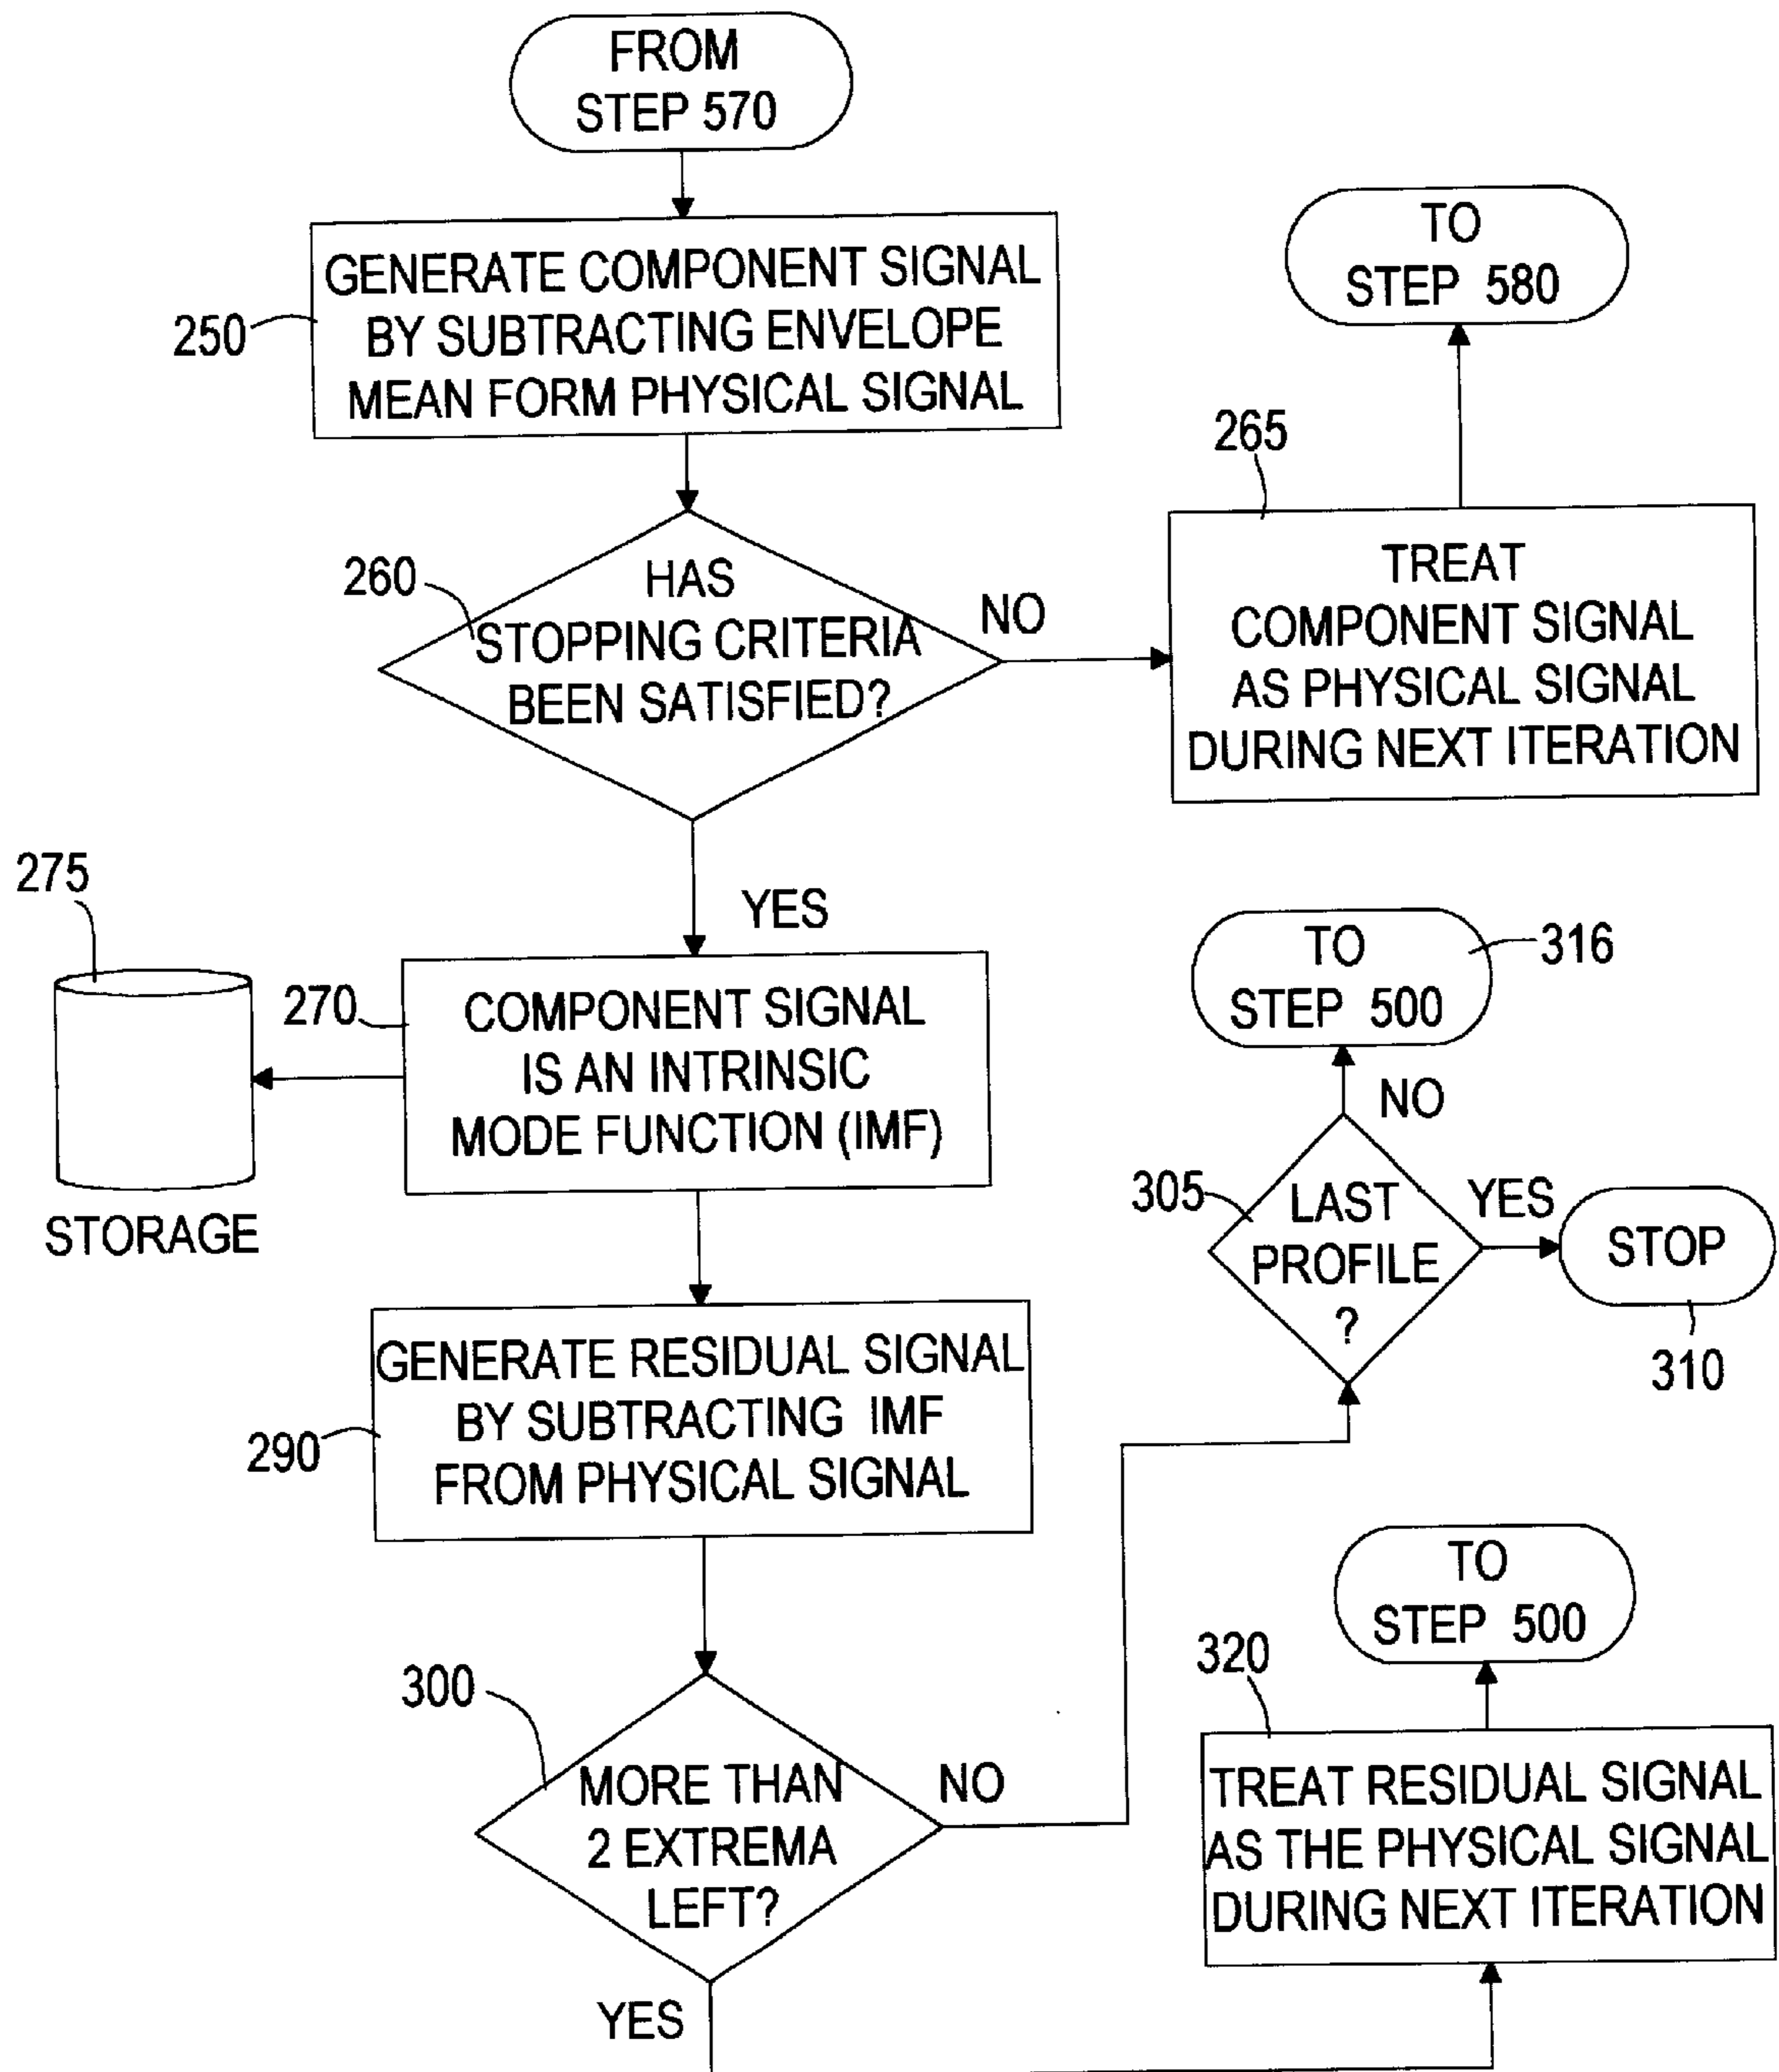 FROM
STEP 570
GENERATE COMPONENT SIGNAL
BY SUBTRACTING ENVELOPE
MEAN FORM PHYSICAL SIGNAL
250
TO
STEP 580
265
TREAT
COMPONENT SIGNAL
AS PHYSICAL SIGNAL
DURING NEXT ITERATION
260
HAS
STOPPING CRITERIA
BEEN SATISFIED?
NO
YES
275
STORAGE
270
COMPONENT SIGNAL
IS AN INTRINSIC
MODE FUNCTION (IMF)
TO
STEP 500
316
NO
305
LAST
PROFILE
?
YES
STOP
310
290
GENERATE RESIDUAL SIGNAL
BY SUBTRACTING IMF
FROM PHYSICAL SIGNAL
300
MORE THAN
2 EXTREMA
LEFT?
NO
YES
TO
STEP 500
320
TREAT RESIDUAL SIGNAL
AS THE PHYSICAL SIGNAL
DURING NEXT ITERATION